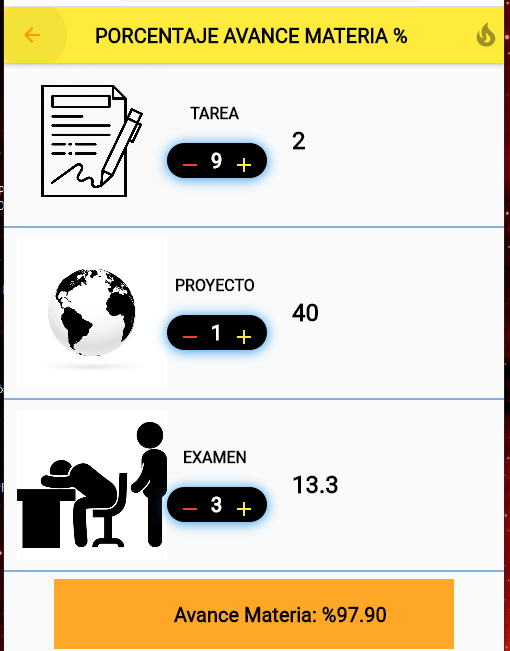 PORCENTAJE AVANCE MATERIA %
TAREA
2
− 9 +
PROYECTO
40
− 1 +
EXAMEN
13.3
− 3 +
Avance Materia: %97.90